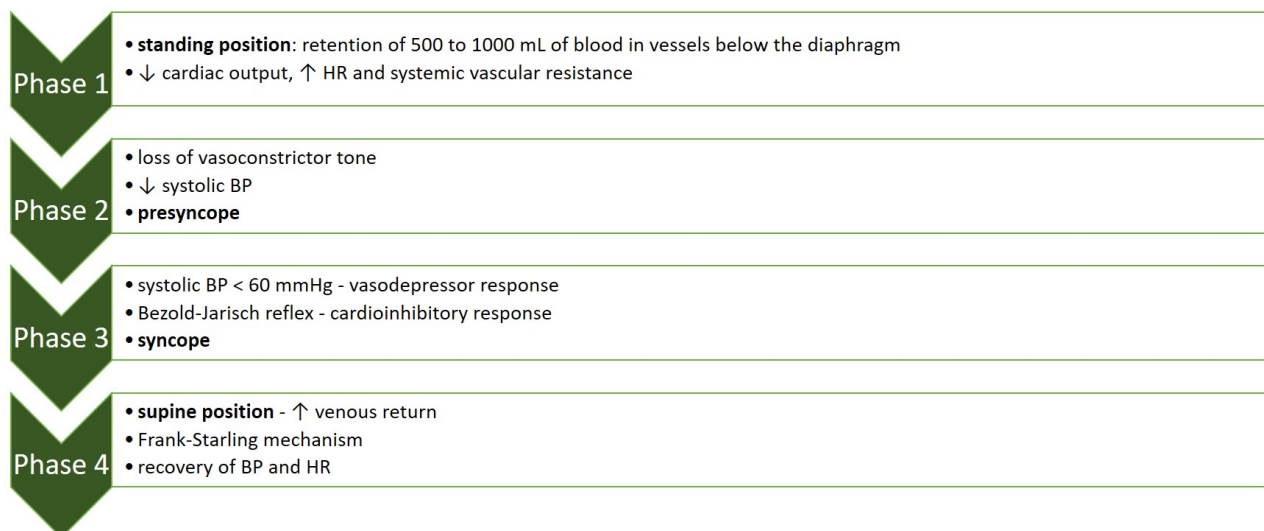 Phase 1
• standing position: retention of 500 to 1000 mL of blood in vessels below the diaphragm
• ↓ cardiac output, ↑ HR and systemic vascular resistance
Phase 2
• loss of vasoconstrictor tone
• ↓ systolic BP
• presyncope
Phase 3
• systolic BP < 60 mmHg - vasodepressor response
• Bezold-Jarisch reflex - cardioinhibitory response
• syncope
Phase 4
• supine position - ↑ venous return
• Frank-Starling mechanism
• recovery of BP and HR